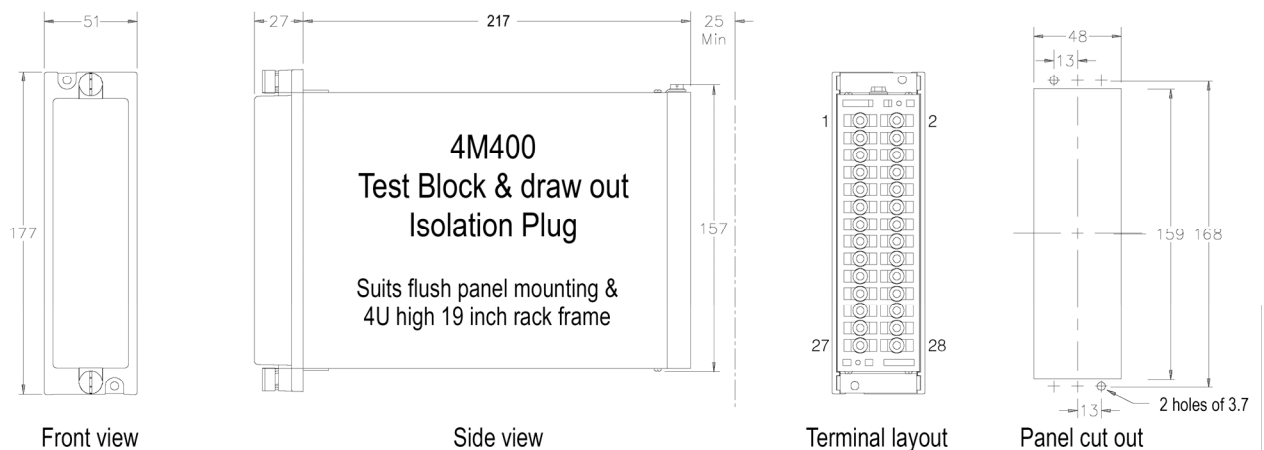 51
177
Front view
27
217
25
Min
4M400
Test Block & draw out
Isolation Plug
Suits flush panel mounting &
4U high 19 inch rack frame
157
Side view
1
2
27
28
Terminal layout
48
13
159
168
13
2 holes of 3.7
Panel cut out